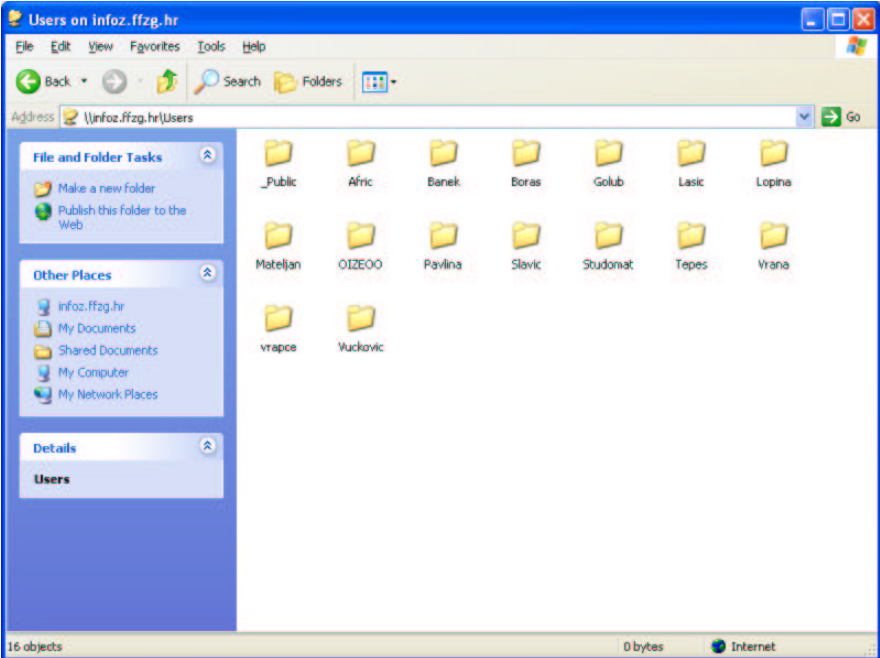 Users on infoz.ffzg.hr
File Edit View Favorites Tools Help
Back Search Folders
Address \\infoz.ffzg.hr\Users Go
File and Folder Tasks
Make a new folder
Publish this folder to the
Web
Other Places
infoz.ffzg.hr
My Documents
Shared Documents
My Computer
My Network Places
Details
Users
_Public Afric Banek Boras Golub Lasic Lopina
Mateljan OIZEOO Pavlina Slavic Studomat Tepes Vrana
vrapce Vuckovic
16 objects 0 bytes Internet